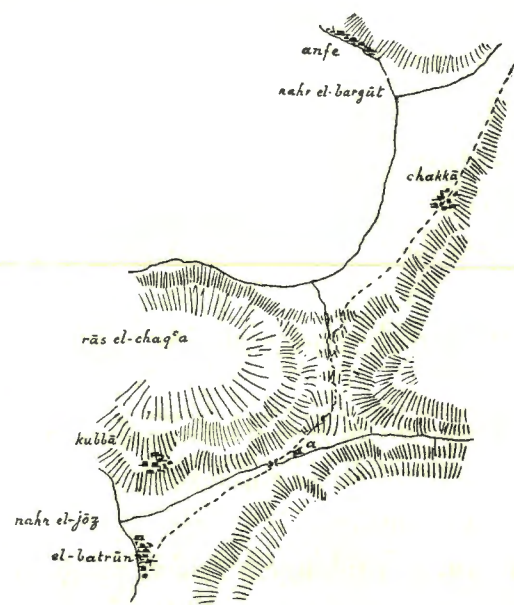 anfe
nahr el-bargūt
chakkā
rās el-chaqʿa
kubbā
a
nahr el-jōz
el-batrūn